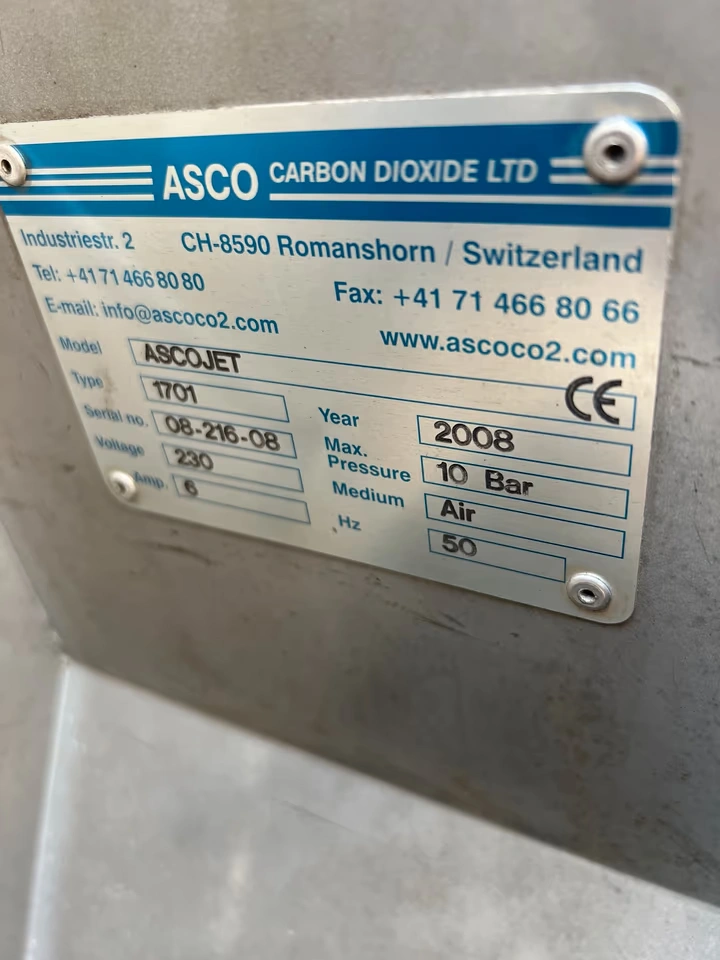 ASCO CARBON DIOXIDE LTD
Industriestr. 2 CH-8590 Romanshorn / Switzerland
Tel: +41 71 466 80 80 Fax: +41 71 466 80 66
E-mail: info@ascoco2.com www.ascoco2.com
Model ASCOJET CE
Type 1701 Year 2008
Serial no. 08-216-08 Max. Pressure 10 Bar
Voltage 230 Medium Air
Amp. 6 Hz 50